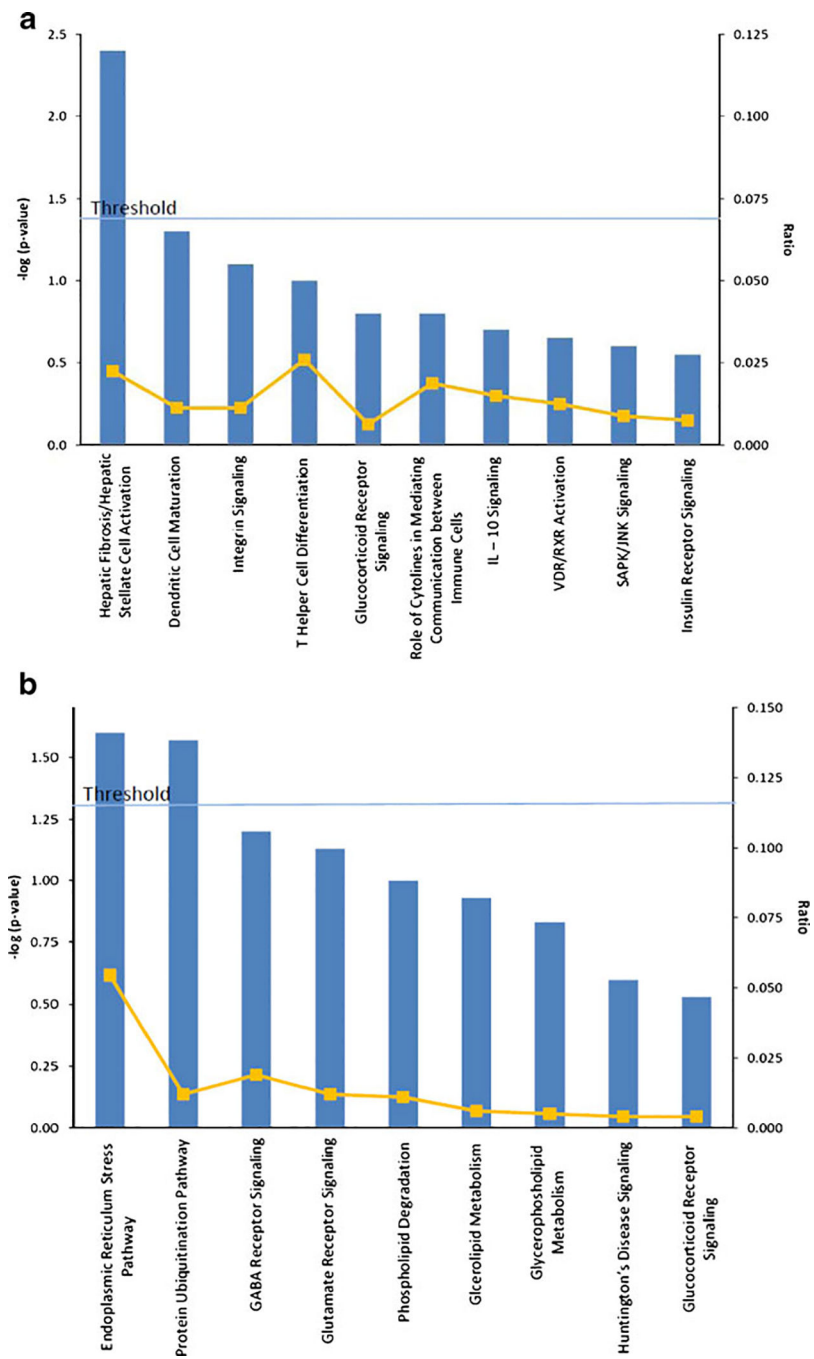 a
2.5
2.0
1.5
1.0
0.5
0.0
-log (p-value)
Threshold
0.125
0.100
0.075
0.050
0.025
0.000
Ratio
Hepatic Fibrosis/Hepatic
Stellate Cell Activation
Dendritic Cell Maturation
Integrin Signaling
T Helper Cell Differentiation
Glucocorticoid Receptor
Signaling
Role of Cytolines in Mediating
Communication between
Immune Cells
IL – 10 Signaling
VDR/RXR Activation
SAPK/JNK Signaling
Insulin Receptor Signaling
b
1.50
1.25
1.00
0.75
0.50
0.25
0.00
-log (p-value)
Threshold
0.150
0.125
0.100
0.075
0.050
0.025
0.000
Ratio
Endoplasmic Reticulum Stress
Pathway
Protein Ubiquitination Pathway
GABA Receptor Signaling
Glutamate Receptor Signaling
Phospholipid Degradation
Glcerolipid Metabolism
Glycerophosholipid
Metabolism
Huntington's Disease Signaling
Glucocorticoid Receptor
Signaling